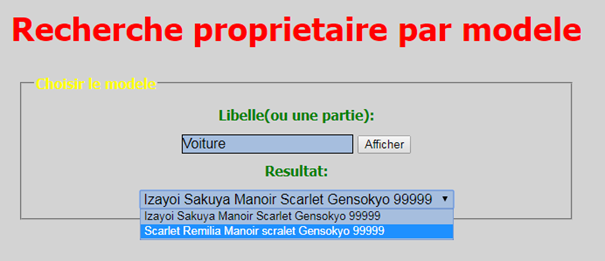 Recherche proprietaire par modele
Choisir le modele
Libelle(ou une partie):
Voiture Afficher
Resultat:
Izayoi Sakuya Manoir Scarlet Gensokyo 99999
Izayoi Sakuya Manoir Scarlet Gensokyo 99999
Scarlet Remilia Manoir scralet Gensokyo 99999